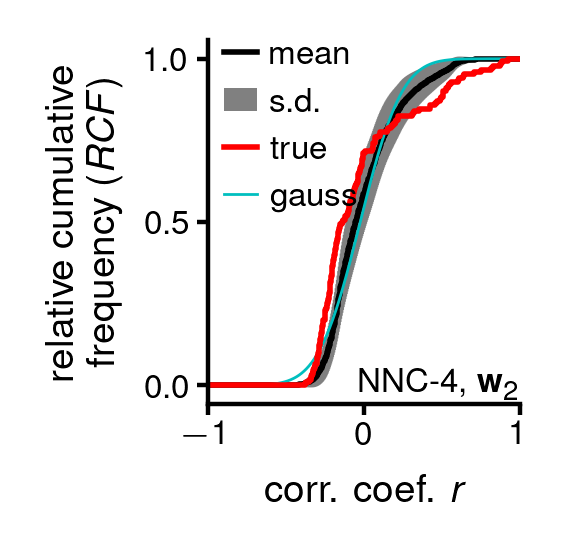 relative cumulative
frequency (RCF)
1.0
0.5
0.0
mean
s.d.
true
gauss
NNC-4, w₂
−1
0
1
corr. coef. r